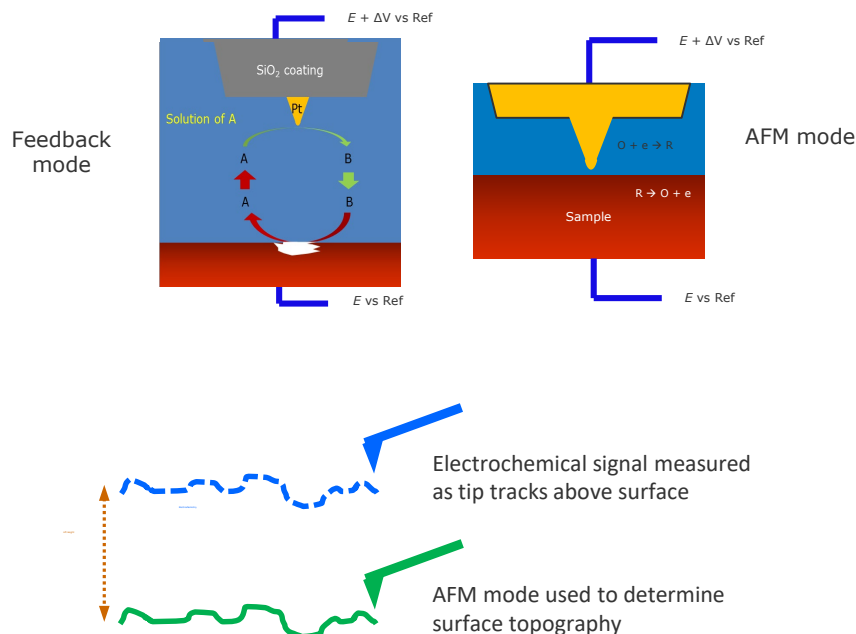 E + ΔV vs Ref
SiO₂ coating
Pt
Solution of A
A
B
A
B
Feedback
mode
E vs Ref
E + ΔV vs Ref
O + e → R
R → O + e
Sample
AFM mode
E vs Ref
Electrochemical signal measured
as tip tracks above surface
AFM mode used to determine
surface topography